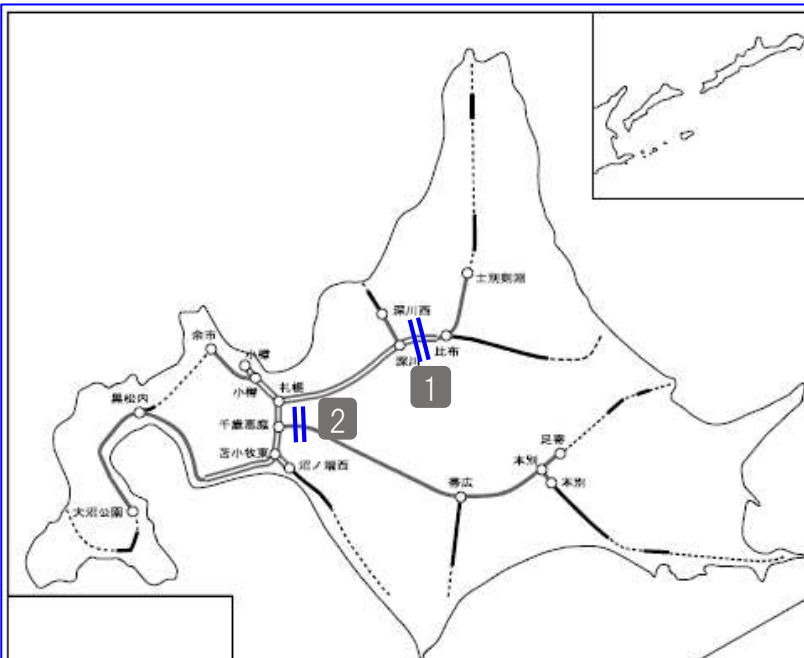 士別剣淵
深川西
比布
深川
1
余市
小樽
小樽
札幌
黒松内
2
千歳恵庭
苫小牧東
沼ノ端西
足寄
本別
本別
帯広
大沼公園